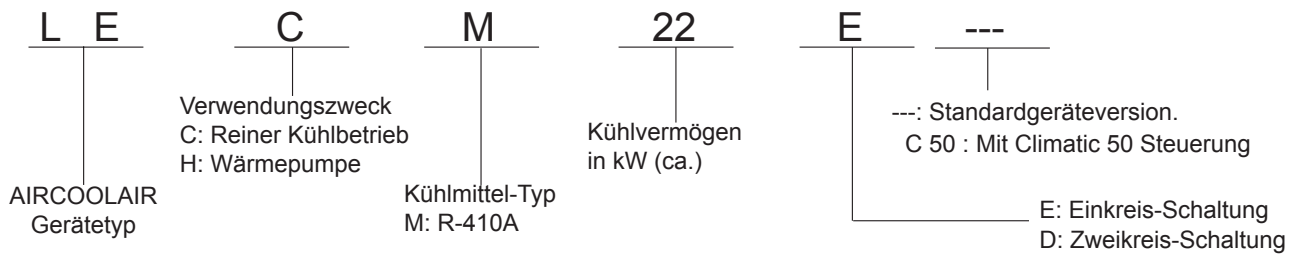 L E C M 22 E ---
Verwendungszweck
C: Reiner Kühlbetrieb
H: Wärmepumpe
AIRCOOLAIR
Gerätetyp
Kühlmittel-Typ
M: R-410A
Kühlvermögen
in kW (ca.)
---: Standardgeräteversion.
C 50 : Mit Climatic 50 Steuerung
E: Einkreis-Schaltung
D: Zweikreis-Schaltung